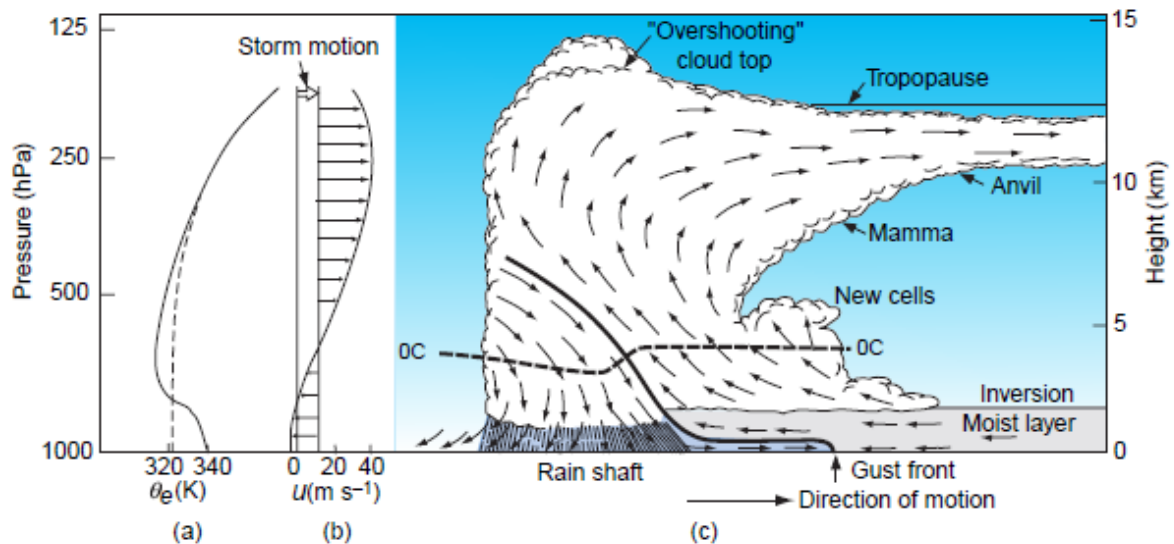 125
250
500
1000
Pressure (hPa)
320 340
θe(K)
(a)
Storm motion
0 20 40
u(m s–1)
(b)
"Overshooting"
cloud top
Tropopause
Anvil
Mamma
New cells
0C
0C
Inversion
Moist layer
Rain shaft
Gust front
Direction of motion
(c)
15
10
5
0
Height (km)